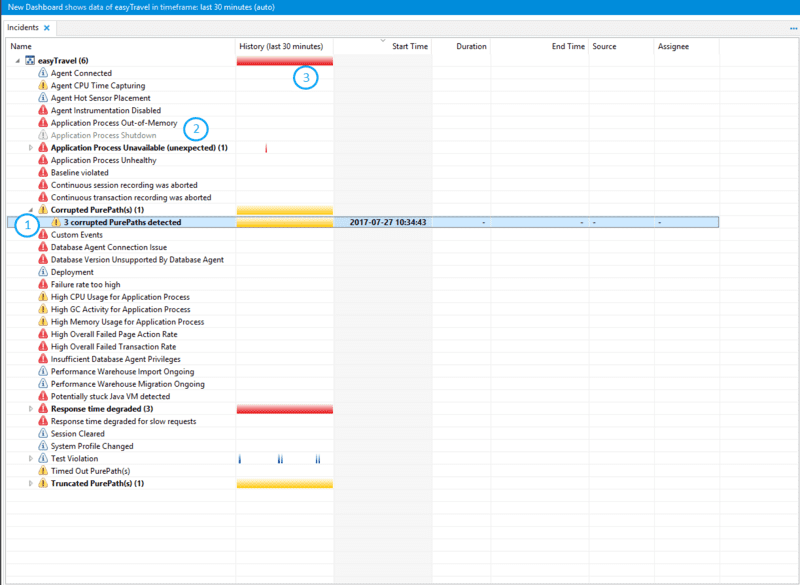 New Dashboard shows data of easyTravel in timeframe: last 30 minutes (auto)
Incidents
Name History (last 30 minutes) Start Time Duration End Time Source Assignee
easyTravel (6)
3
Agent Connected
Agent CPU Time Capturing
Agent Hot Sensor Placement
Agent Instrumentation Disabled
Application Process Out-of-Memory
2
Application Process Shutdown
Application Process Unavailable (unexpected) (1)
Application Process Unhealthy
Baseline violated
Continuous session recording was aborted
Continuous transaction recording was aborted
Corrupted PurePath(s) (1)
1
3 corrupted PurePaths detected 2017-07-27 10:34:43 - - - -
Custom Events
Database Agent Connection Issue
Database Version Unsupported By Database Agent
Deployment
Failure rate too high
High CPU Usage for Application Process
High GC Activity for Application Process
High Memory Usage for Application Process
High Overall Failed Page Action Rate
High Overall Failed Transaction Rate
Insufficient Database Agent Privileges
Performance Warehouse Import Ongoing
Performance Warehouse Migration Ongoing
Potentially stuck Java VM detected
Response time degraded (3)
Response time degraded for slow requests
Session Cleared
System Profile Changed
Test Violation
Timed Out PurePath(s)
Truncated PurePath(s) (1)